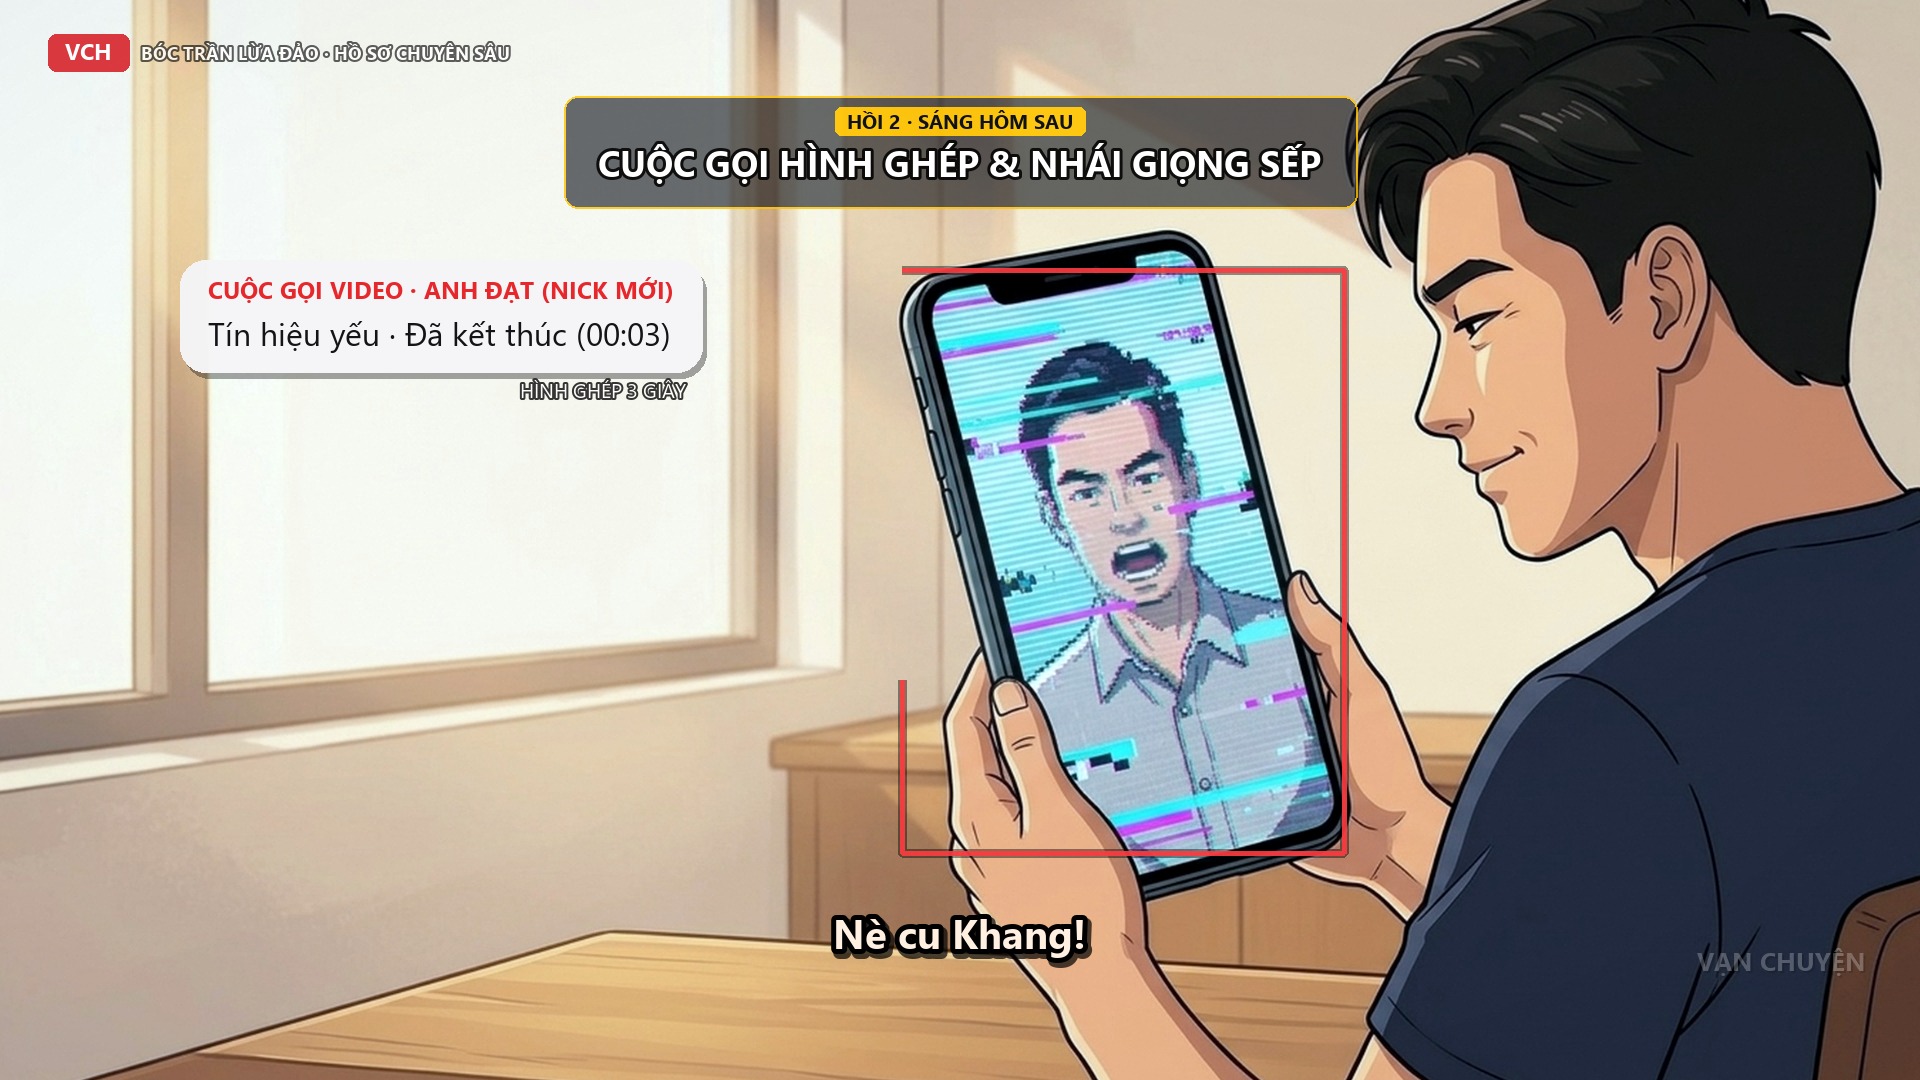 VCH BÓC TRẦN LỪA ĐẢO · HỒ SƠ CHUYÊN SÂU
HỒI 2 · SÁNG HÔM SAU
CUỘC GỌI HÌNH GHÉP & NHÁI GIỌNG SẾP
CUỘC GỌI VIDEO · ANH ĐẠT (NICK MỚI)
Tín hiệu yếu · Đã kết thúc (00:03)
HÌNH GHÉP 3 GIÂY
Nè cu Khang!
VẠN CHUYỆN